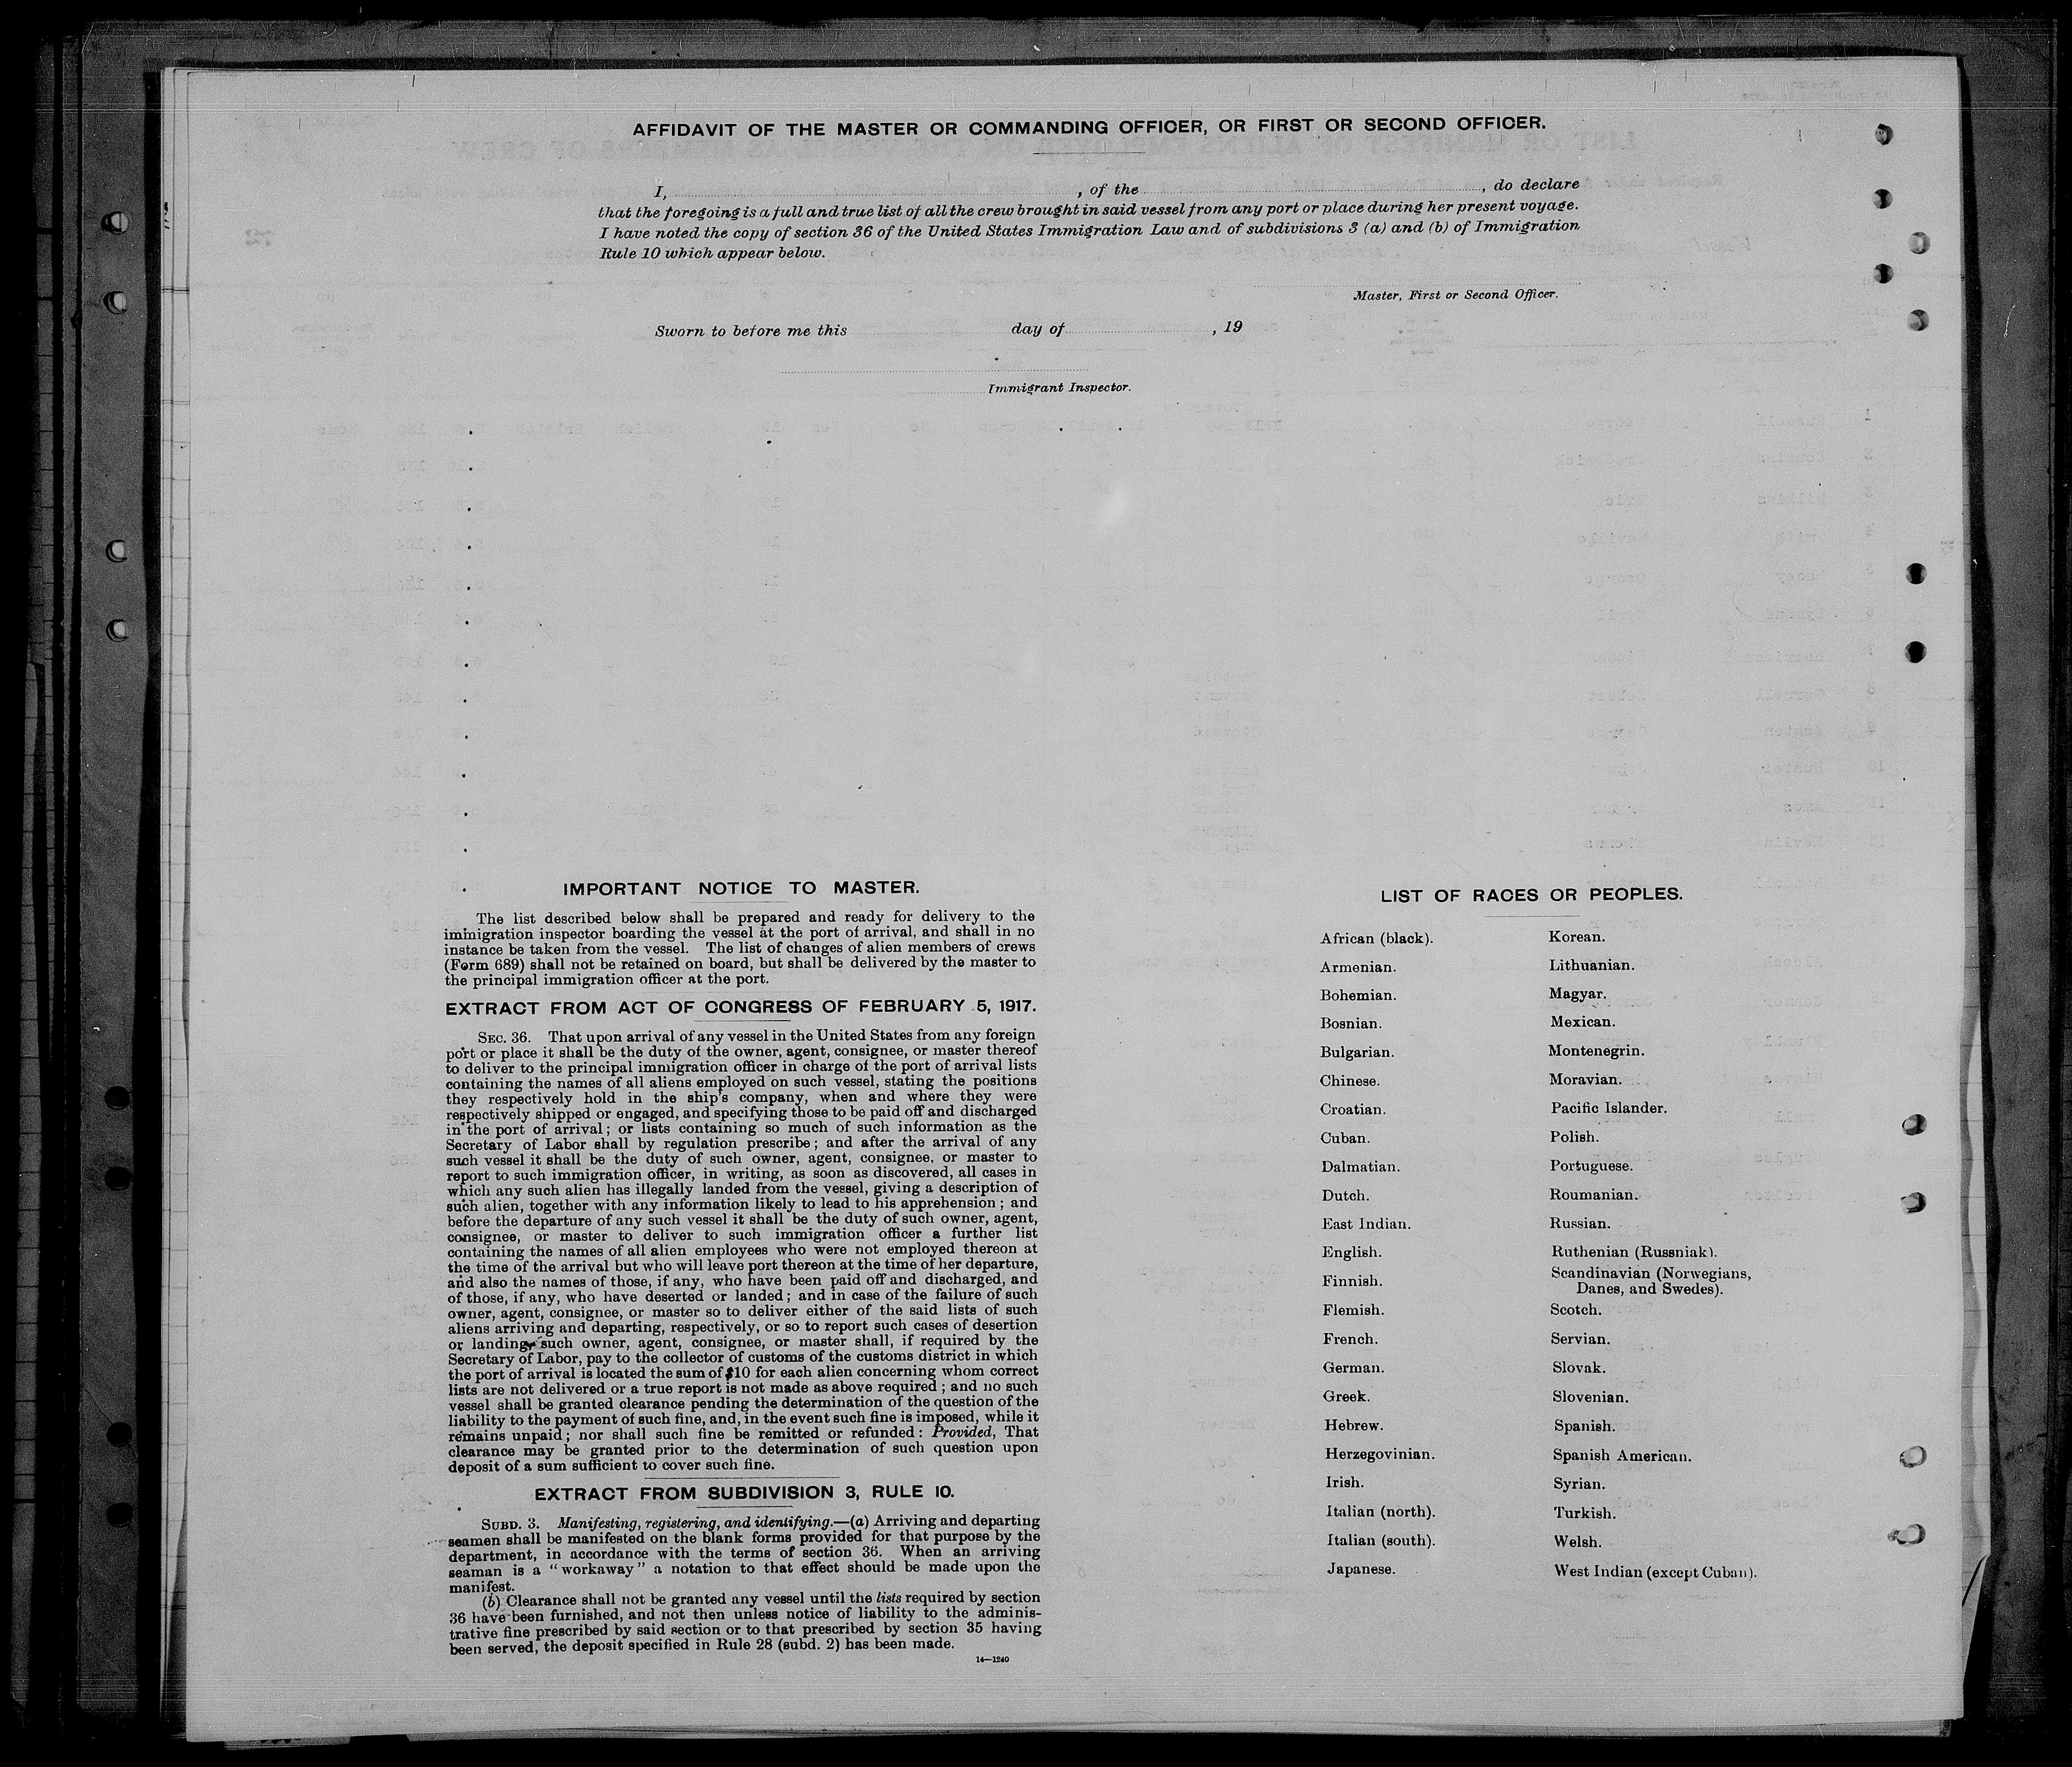 AFFIDAVIT OF THE MASTER OR COMMANDING OFFICER, OR FIRST OR SECOND OFFICER.
I, , of the , do declare
that the foregoing is a full and true list of all the crew brought in said vessel from any port or place during her present voyage.
I have noted the copy of section 36 of the United States Immigration Law and of subdivisions 3 (a) and (b) of Immigration
Rule 10 which appear below.
Master, First or Second Officer.
Sworn to before me this day of , 19
Immigrant Inspector.
IMPORTANT NOTICE TO MASTER.
The list described below shall be prepared and ready for delivery to the
immigration inspector boarding the vessel at the port of arrival, and shall in no
instance be taken from the vessel. The list of changes of alien members of crews
(Form 689) shall not be retained on board, but shall be delivered by the master to
the principal immigration officer at the port.
EXTRACT FROM ACT OF CONGRESS OF FEBRUARY 5, 1917.
SEC. 36. That upon arrival of any vessel in the United States from any foreign
port or place it shall be the duty of the owner, agent, consignee, or master thereof
to deliver to the principal immigration officer in charge of the port of arrival lists
containing the names of all aliens employed on such vessel, stating the positions
they respectively hold in the ship's company, when and where they were
respectively shipped or engaged, and specifying those to be paid off and discharged
in the port of arrival; or lists containing so much of such information as the
Secretary of Labor shall by regulation prescribe; and after the arrival of any
such vessel it shall be the duty of such owner, agent, consignee, or master to
report to such immigration officer, in writing, as soon as discovered, all cases in
which any such alien has illegally landed from the vessel, giving a description of
such alien, together with any information likely to lead to his apprehension; and
before the departure of any such vessel it shall be the duty of such owner, agent,
consignee, or master to deliver to such immigration officer a further list
containing the names of all alien employees who were not employed thereon at
the time of the arrival but who will leave port thereon at the time of her departure,
and also the names of those, if any, who have been paid off and discharged, and
of those, if any, who have deserted or landed; and in case of the failure of such
owner, agent, consignee, or master so to deliver either of the said lists of such
aliens arriving and departing, respectively, or so to report such cases of desertion
or landing, such owner, agent, consignee, or master shall, if required by the
Secretary of Labor, pay to the collector of customs of the customs district in which
the port of arrival is located the sum of $10 for each alien concerning whom correct
lists are not delivered or a true report is not made as above required; and no such
vessel shall be granted clearance pending the determination of the question of the
liability to the payment of such fine, and, in the event such fine is imposed, while it
remains unpaid; nor shall such fine be remitted or refunded: Provided, That
clearance may be granted prior to the determination of such question upon
deposit of a sum sufficient to cover such fine.
EXTRACT FROM SUBDIVISION 3, RULE 10.
SUBD. 3. Manifesting, registering, and identifying.—(a) Arriving and departing
seamen shall be manifested on the blank forms provided for that purpose by the
department, in accordance with the terms of section 36. When an arriving
seaman is a "workaway" a notation to that effect should be made upon the
manifest.
(b) Clearance shall not be granted any vessel until the lists required by section
36 have been furnished, and not then unless notice of liability to the adminis-
trative fine prescribed by said section or to that prescribed by section 35 having
been served, the deposit specified in Rule 28 (subd. 2) has been made.
14—1240
LIST OF RACES OR PEOPLES.
African (black).
Armenian.
Bohemian.
Bosnian.
Bulgarian.
Chinese.
Croatian.
Cuban.
Dalmatian.
Dutch.
East Indian.
English.
Finnish.
Flemish.
French.
German.
Greek.
Hebrew.
Herzegovinian.
Irish.
Italian (north).
Italian (south).
Japanese.
Korean.
Lithuanian.
Magyar.
Mexican.
Montenegrin.
Moravian.
Pacific Islander.
Polish.
Portuguese.
Roumanian.
Russian.
Ruthenian (Russniak).
Scandinavian (Norwegians,
Danes, and Swedes).
Scotch.
Servian.
Slovak.
Slovenian.
Spanish.
Spanish American.
Syrian.
Turkish.
Welsh.
West Indian (except Cuban).